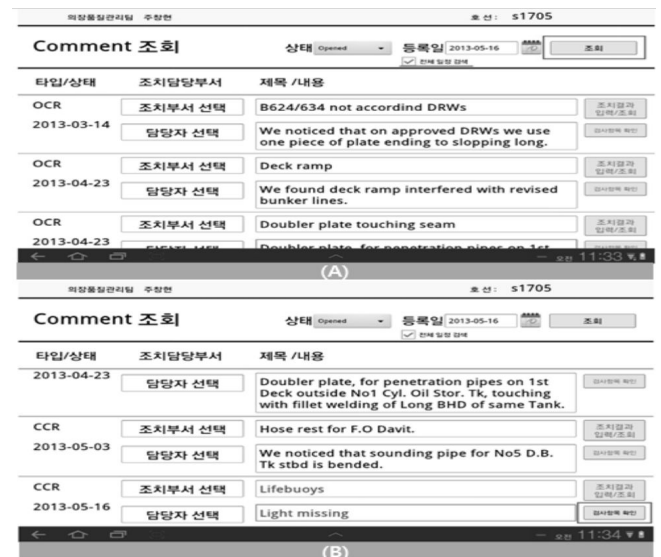 의장품질관리팀 주창현 호 선 : S1705
Comment 조회 상태 Opened 등록일 2013-05-16 조회
전체 일정 검색
타입/상태 조치담당부서 제목 /내용
OCR 조치부서 선택 B624/634 not accordind DRWs 조치결과
입력/조회
2013-03-14 담당자 선택 We noticed that on approved DRWs we use
one piece of plate ending to slopping long.
검사항목 확인
OCR 조치부서 선택 Deck ramp 조치결과
입력/조회
2013-04-23 담당자 선택 We found deck ramp interfered with revised
bunker lines.
검사항목 확인
OCR 조치부서 선택 Doubler plate touching seam 조치결과
입력/조회
2013-04-23 Doubler plate, for penetration pipes on 1st
오전 11:33
(A)
의장품질관리팀 주창현 호 선 : S1705
Comment 조회 상태 Opened 등록일 2013-05-16 조회
전체 일정 검색
타입/상태 조치담당부서 제목 /내용
2013-04-23 담당자 선택 Doubler plate, for penetration pipes on 1st
Deck outside No1 Cyl. Oil Stor. Tk, touching
with fillet welding of Long BHD of same Tank.
검사항목 확인
CCR 조치부서 선택 Hose rest for F.O Davit. 조치결과
입력/조회
2013-05-03 담당자 선택 We noticed that sounding pipe for No5 D.B.
Tk stbd is bended.
검사항목 확인
CCR 조치부서 선택 Lifebuoys 조치결과
입력/조회
2013-05-16 담당자 선택 Light missing 검사항목 확인
오전 11:34
(B)